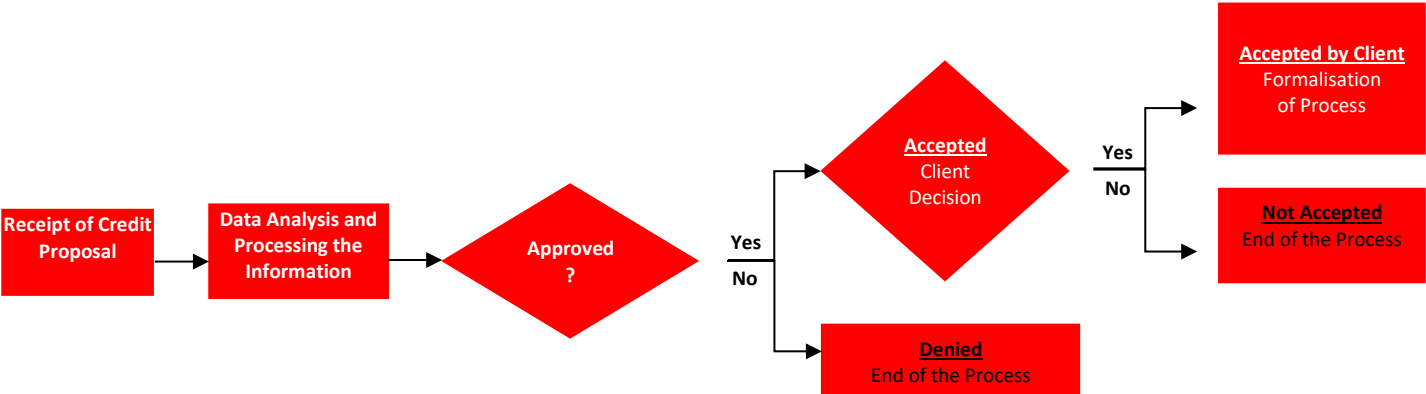 Receipt of Credit
Proposal
Data Analysis and
Processing the
Information
Approved
?
Yes
No
Accepted
Client
Decision
Denied
End of the Process
Yes
No
Accepted by Client
Formalisation
of Process
Not Accepted
End of the Process